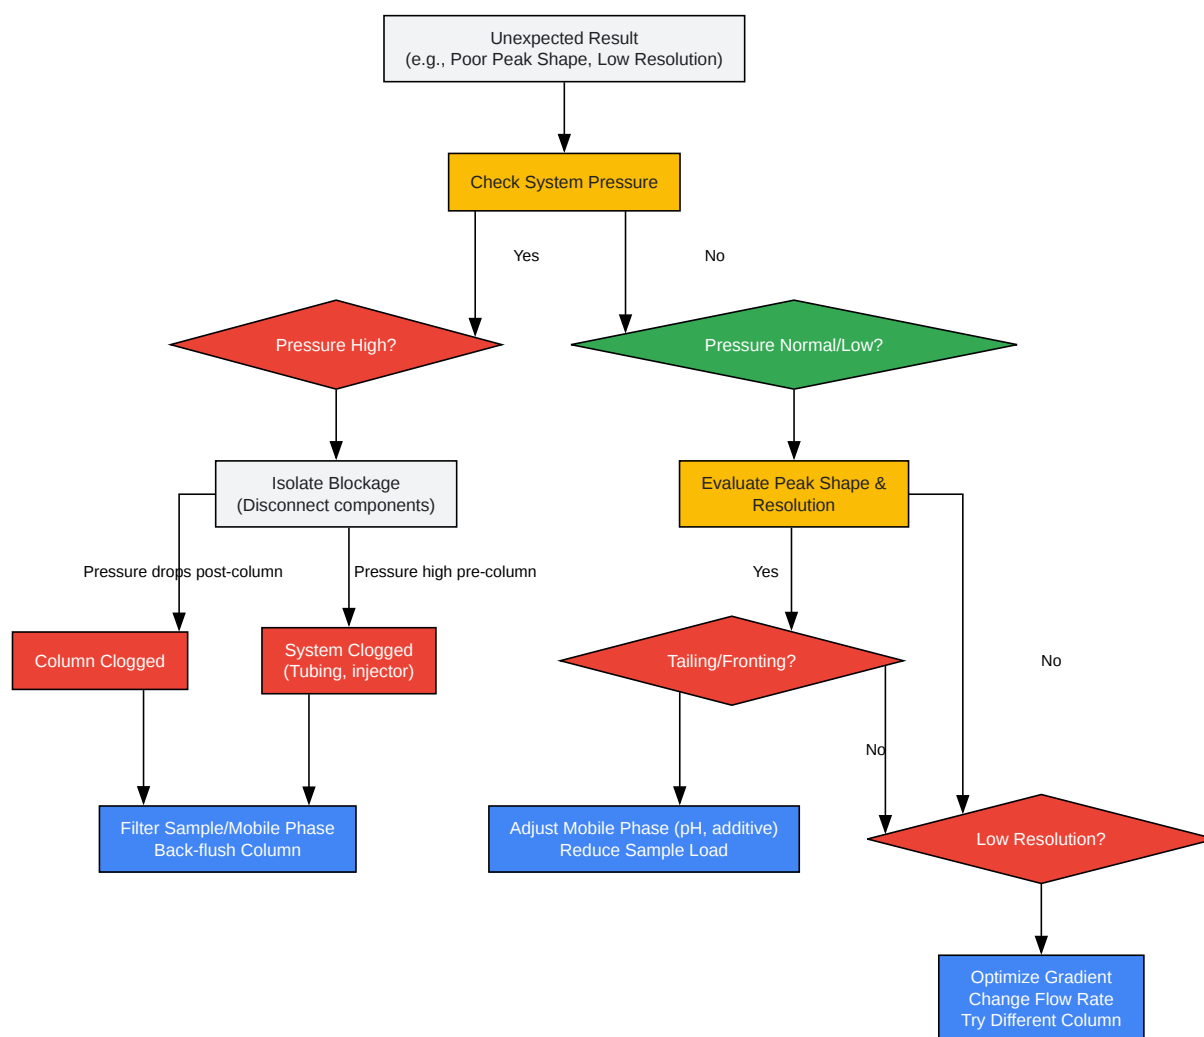 Unexpected Result
(e.g., Poor Peak Shape, Low Resolution)
Check System Pressure
Yes
No
Pressure High?
Pressure Normal/Low?
Isolate Blockage
(Disconnect components)
Evaluate Peak Shape &
Resolution
Pressure drops post-column
Pressure high pre-column
Yes
Column Clogged
System Clogged
(Tubing, injector)
Tailing/Fronting?
No
No
Filter Sample/Mobile Phase
Back-flush Column
Adjust Mobile Phase (pH, additive)
Reduce Sample Load
Low Resolution?
Optimize Gradient
Change Flow Rate
Try Different Column